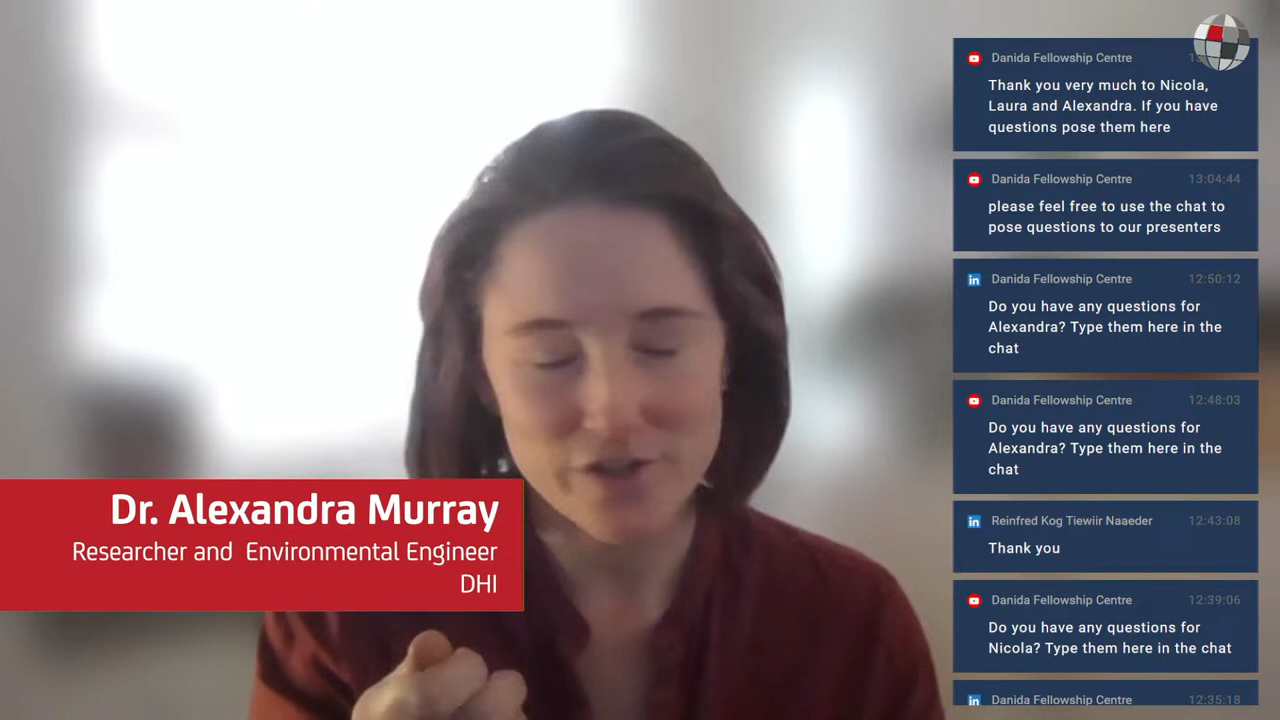 Danida Fellowship Centre
Thank you very much to Nicola,
Laura and Alexandra. If you have
questions pose them here
Danida Fellowship Centre 13:04:44
please feel free to use the chat to
pose questions to our presenters
in Danida Fellowship Centre 12:50:12
Do you have any questions for
Alexandra? Type them here in the
chat
Danida Fellowship Centre 12:48:03
Do you have any questions for
Alexandra? Type them here in the
chat
in Reinfred Kog Tiewiir Naaeder 12:43:08
Thank you
Danida Fellowship Centre 12:39:06
Do you have any questions for
Nicola? Type them here in the chat
in Danida Fellowship Centre 12:35:18
Dr. Alexandra Murray
Researcher and Environmental Engineer
DHI